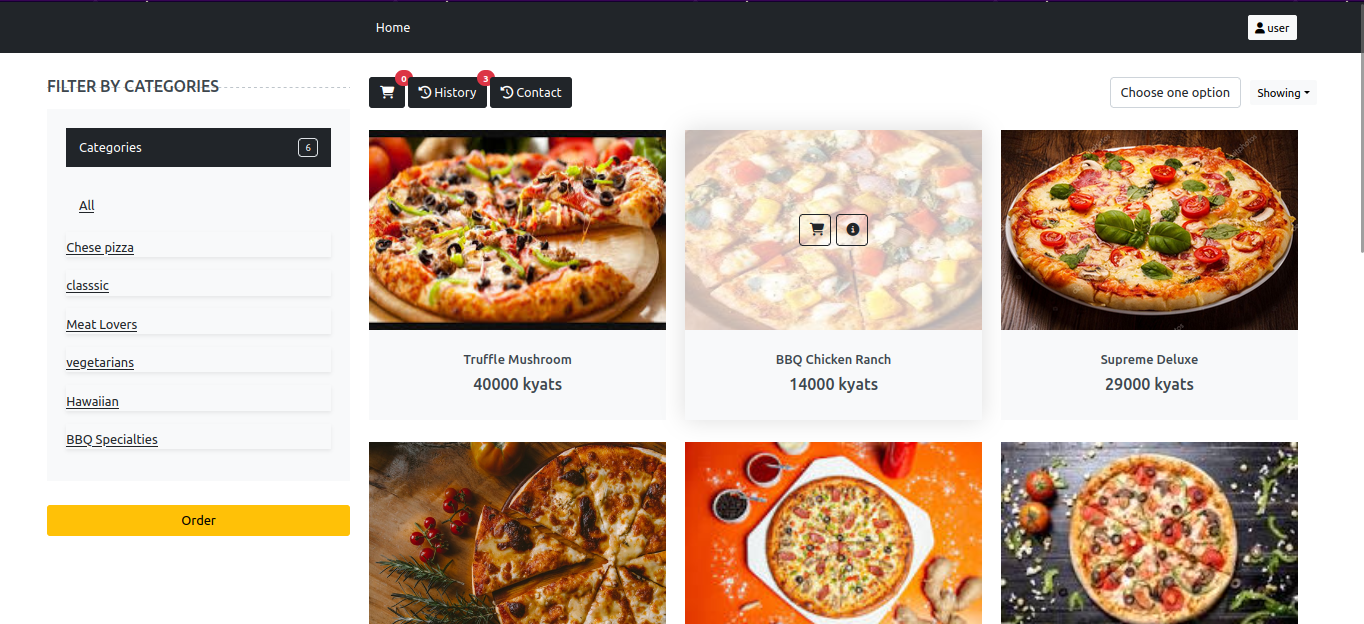 Home
user
FILTER BY CATEGORIES
0
History
3
Contact
Choose one option
Showing
Categories
6
All
Chese pizza
classsic
Meat Lovers
vegetarians
Hawaiian
BBQ Specialties
Order
Truffle Mushroom
40000 kyats
BBQ Chicken Ranch
14000 kyats
Supreme Deluxe
29000 kyats